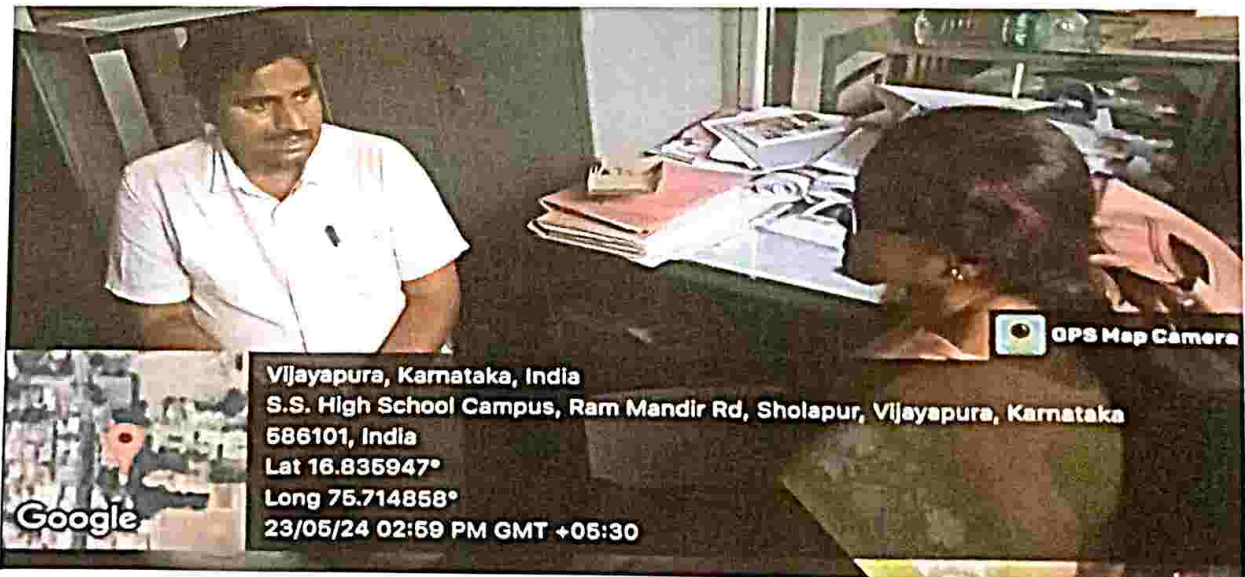 GPS Map Camera
Vijayapura, Karnataka, India
S.S. High School Campus, Ram Mandir Rd, Sholapur, Vijayapura, Karnataka
586101, India
Lat 16.835947°
Long 75.714858°
23/05/24 02:59 PM GMT +05:30
Google